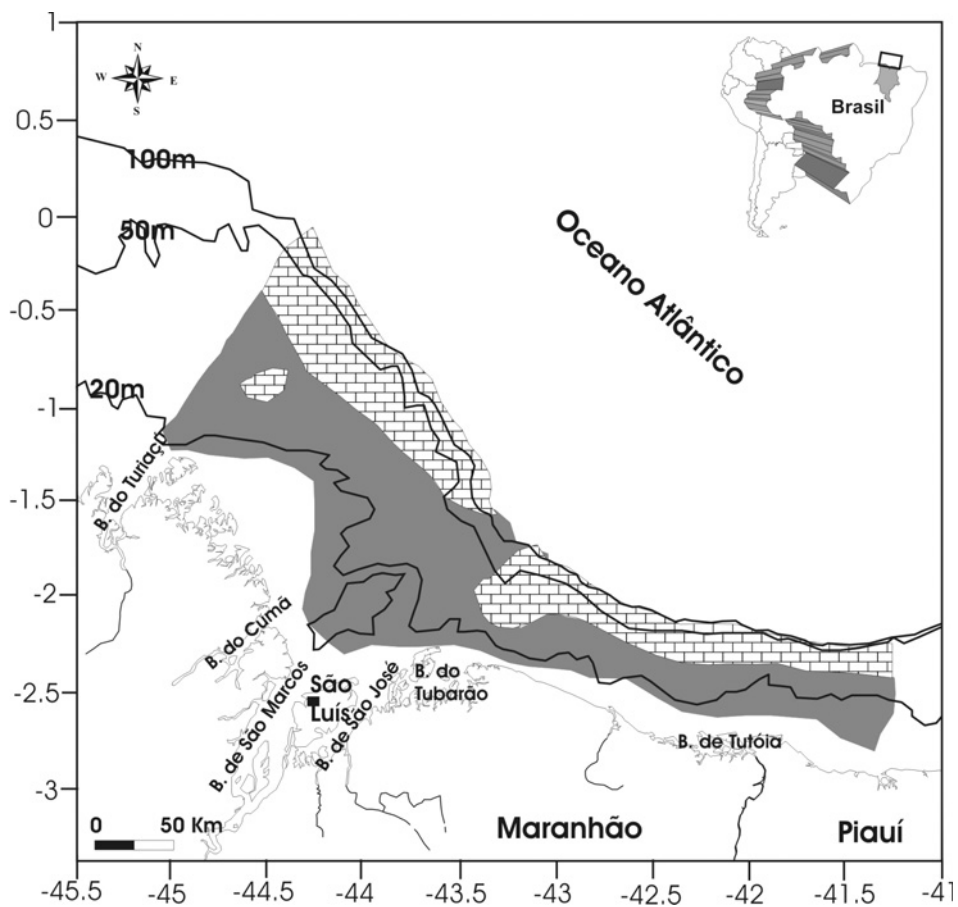 1
0.5
0
-0.5
-1
-1.5
-2
-2.5
-3
-45.5
-45
-44.5
-44
-43.5
-43
-42.5
-42
-41.5
-41
N
W
E
S
Brasil
100m
50m
20m
Oceano Atlântico
B. do Turiaçú
B. do Cumã
B. de São Marcos
São
Luís
B. de São José
B. do
Tubarão
B. de Tutóia
0 50 Km
Maranhão
Piauí